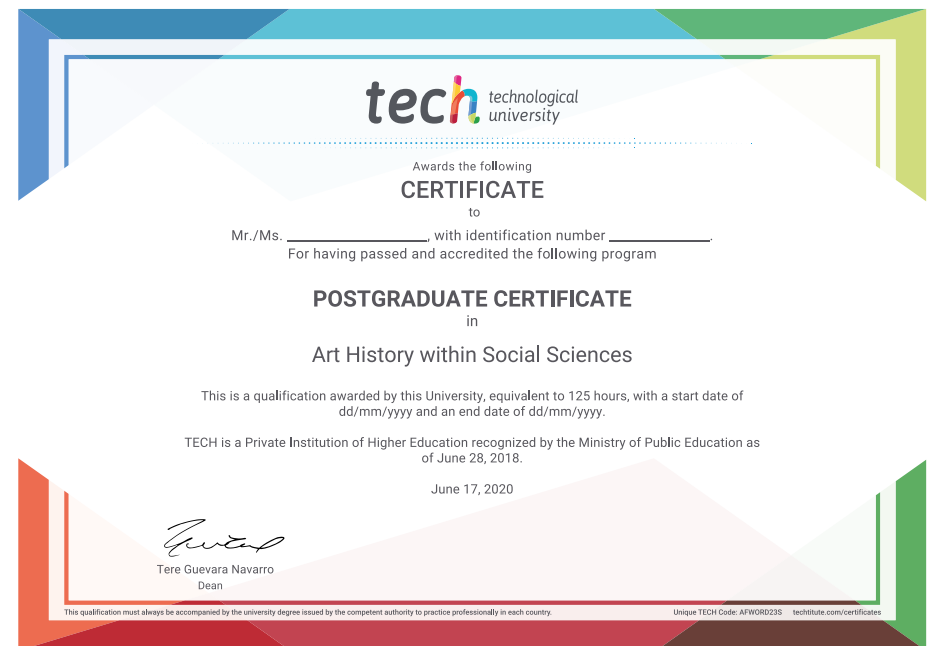 tech technological
university
Awards the following
CERTIFICATE
to
Mr./Ms. ____________________, with identification number ______________.
For having passed and accredited the following program
POSTGRADUATE CERTIFICATE
in
Art History within Social Sciences
This is a qualification awarded by this University, equivalent to 125 hours, with a start date of
dd/mm/yyyy and an end date of dd/mm/yyyy.
TECH is a Private Institution of Higher Education recognized by the Ministry of Public Education as
of June 28, 2018.
June 17, 2020
Tere Guevara Navarro
Dean
This qualification must always be accompanied by the university degree issued by the competent authority to practice professionally in each country.
Unique TECH Code: AFWORD23S techtitute.com/certificates